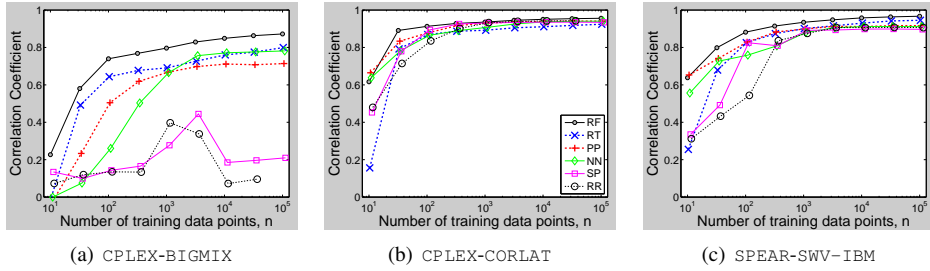 Correlation Coefficient
1
0.8
0.6
0.4
0.2
0
10^1 10^2 10^3 10^4 10^5
Number of training data points, n
(a) CPLEX-BIGMIX
Correlation Coefficient
1
0.8
0.6
0.4
0.2
0
RF
RT
PP
NN
SP
RR
10^1 10^2 10^3 10^4 10^5
Number of training data points, n
(b) CPLEX-CORLAT
Correlation Coefficient
1
0.8
0.6
0.4
0.2
0
10^1 10^2 10^3 10^4 10^5
Number of training data points, n
(c) SPEAR-SWV-IBM